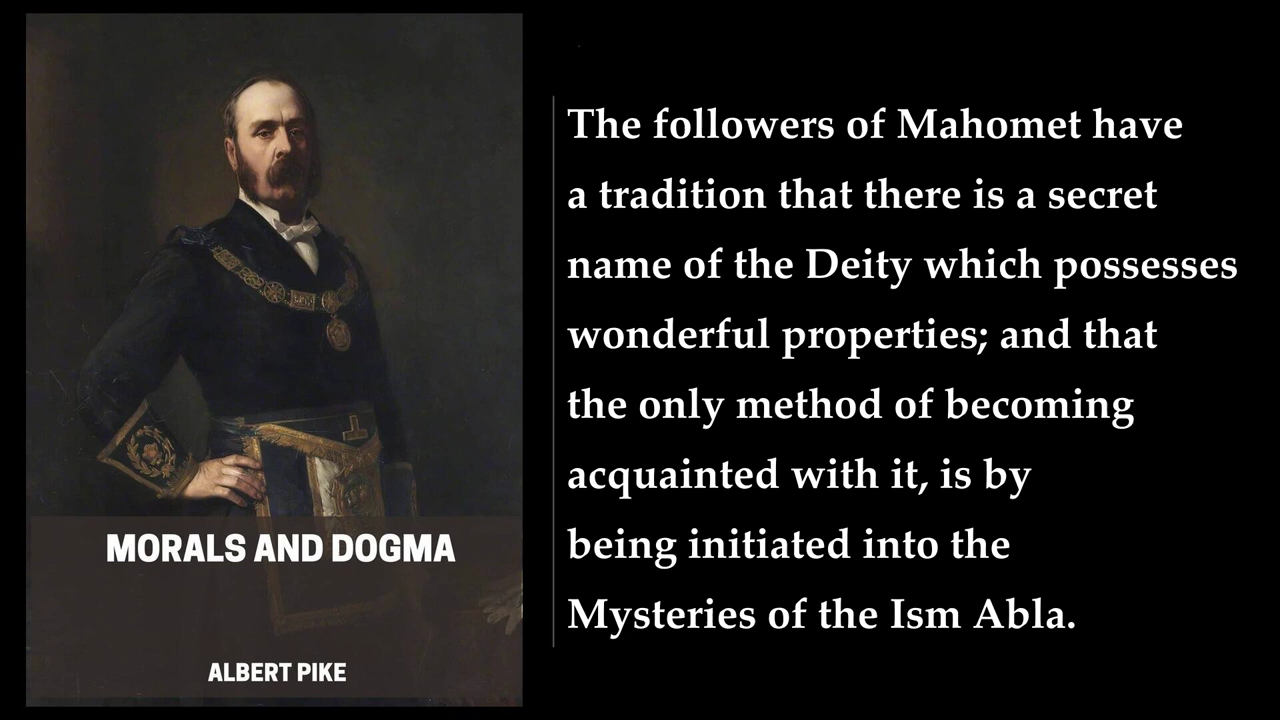 MORALS AND DOGMA
ALBERT PIKE
The followers of Mahomet have
a tradition that there is a secret
name of the Deity which possesses
wonderful properties; and that
the only method of becoming
acquainted with it, is by
being initiated into the
Mysteries of the Ism Abla.